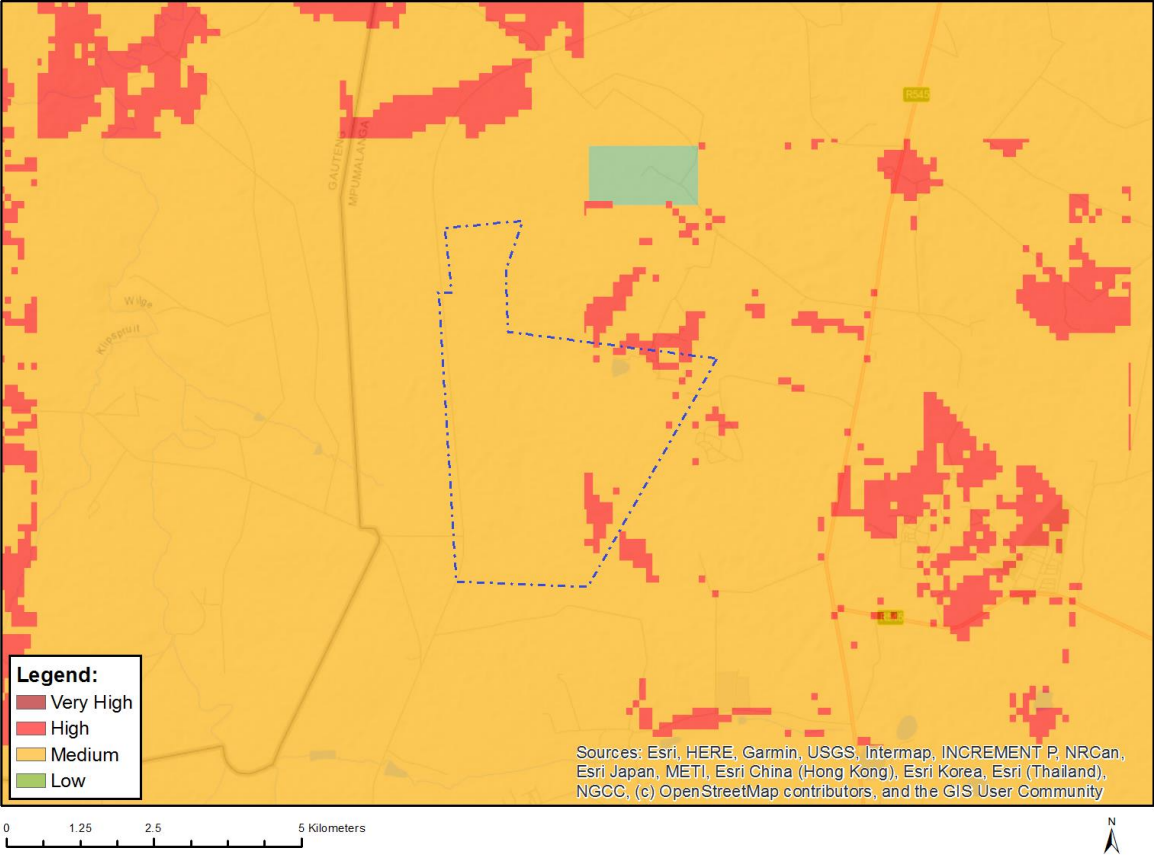 R545
GAUTENG
MPUMALANGA
Wilge
Klipspruit
Legend:
Very High
High
Medium
Low
Sources: Esri, HERE, Garmin, USGS, Intermap, INCREMENT P, NRCan,
Esri Japan, METI, Esri China (Hong Kong), Esri Korea, Esri (Thailand),
NGCC, (c) OpenStreetMap contributors, and the GIS User Community
0 1.25 2.5 5 Kilometers
N